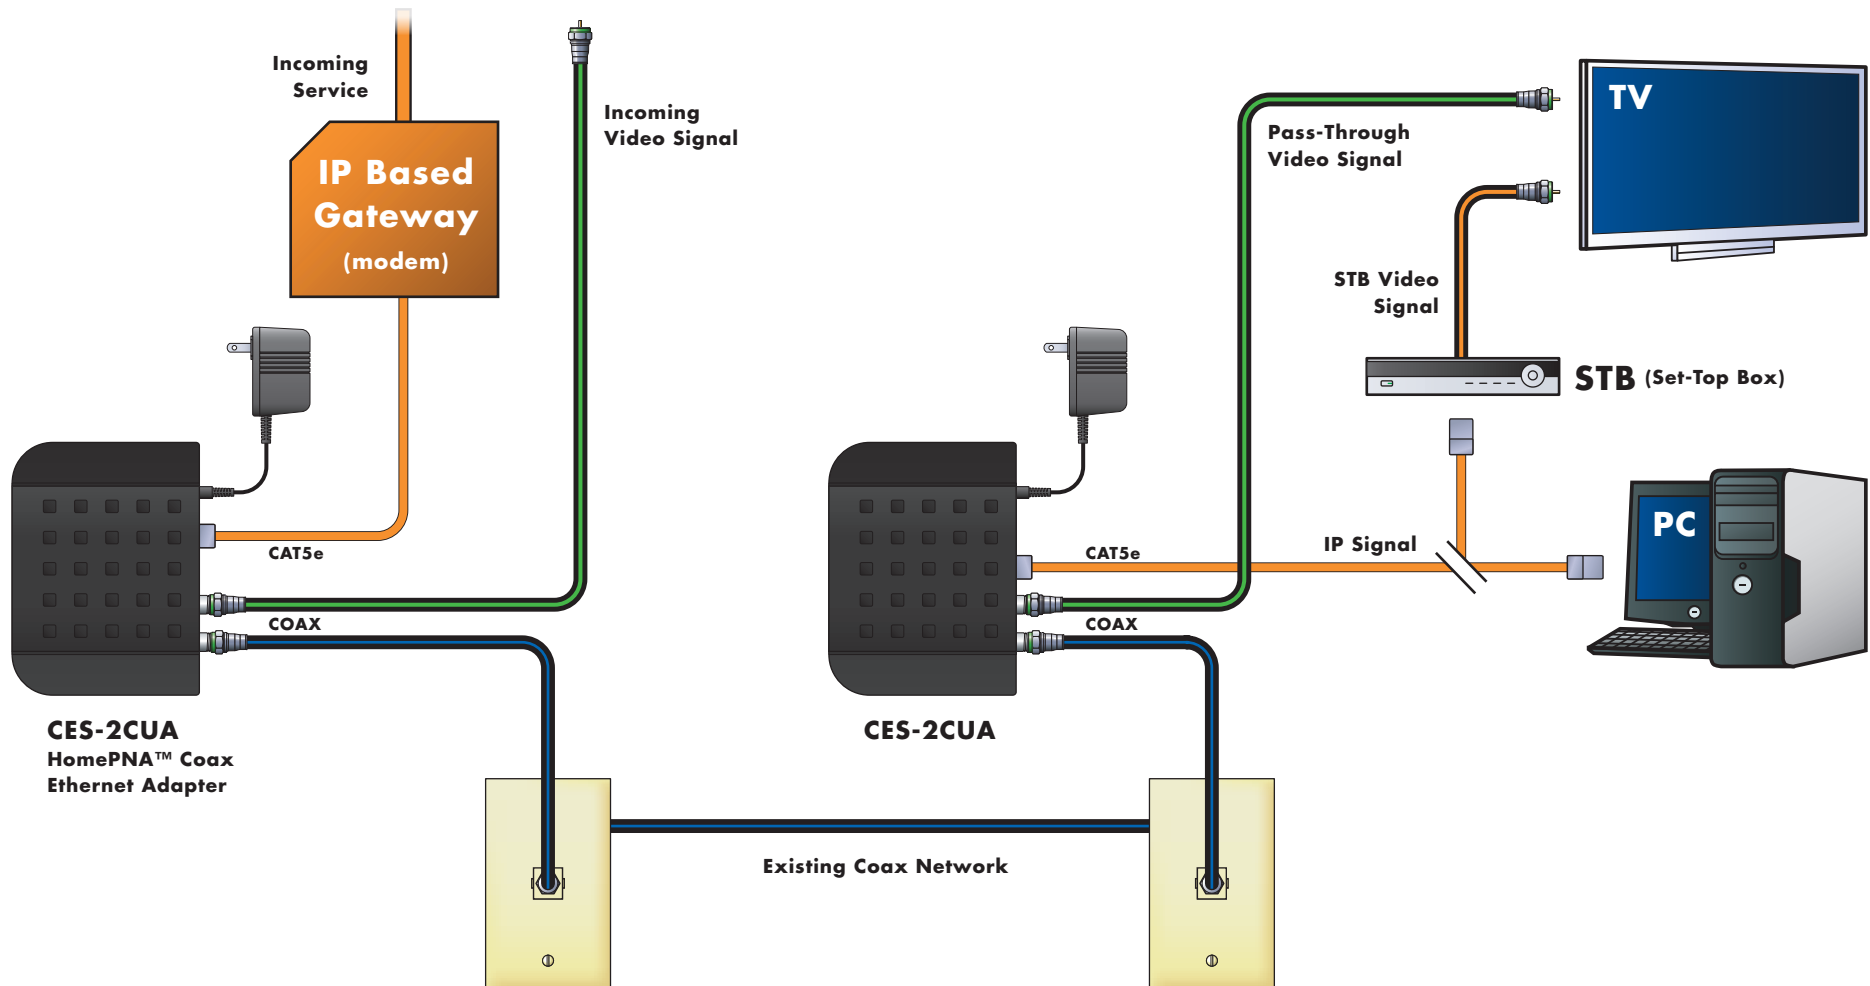 Incoming
Service
IP Based
Gateway
(modem)
Incoming
Video Signal
CAT5e
COAX
CES-2CUA
HomePNA™ Coax
Ethernet Adapter
Existing Coax Network
CES-2CUA
CAT5e
COAX
IP Signal
Pass-Through
Video Signal
STB Video
Signal
TV
STB (Set-Top Box)
PC